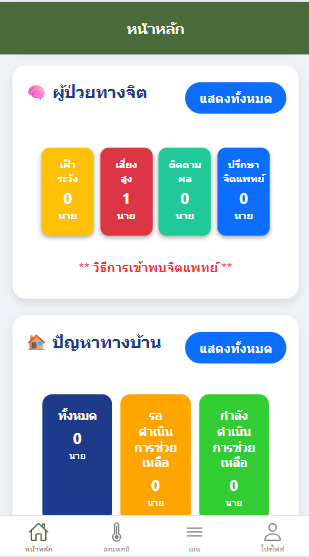 หน้าหลัก
ผู้ป่วยทางจิต
แสดงทั้งหมด
เฝ้า
ระวัง
0
นาย
เสี่ยง
สูง
1
นาย
ติดตาม
ผล
0
นาย
ปรึกษา
จิตแพทย์
0
นาย
** วิธีการเข้าพบจิตแพทย์ **
ปัญหาทางบ้าน
แสดงทั้งหมด
ทั้งหมด
0
นาย
รอ
ดำเนิน
การช่วย
เหลือ
0
นาย
กำลัง
ดำเนิน
การช่วย
เหลือ
0
นาย
หน้าหลัก
อุณหภูมิ
เมนู
โปรไฟล์